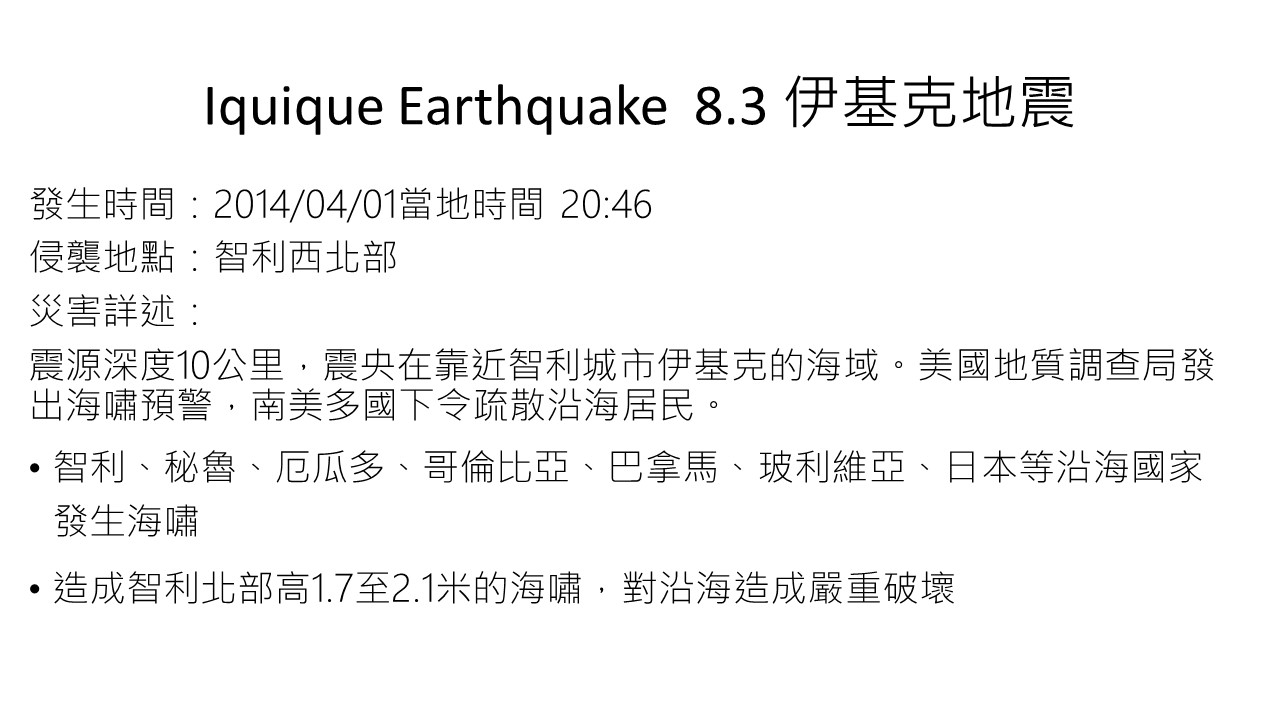 Iquique Earthquake  8.3 伊基克地震
發生時間：2014/04/01當地時間 20:46
侵襲地點：智利西北部
災害詳述：
震源深度10公里，震央在靠近智利城市伊基克的海域。美國地質調查局發
出海嘯預警，南美多國下令疏散沿海居民。
• 智利、秘魯、厄瓜多、哥倫比亞、巴拿馬、玻利維亞、日本等沿海國家
發生海嘯
• 造成智利北部高1.7至2.1米的海嘯，對沿海造成嚴重破壞